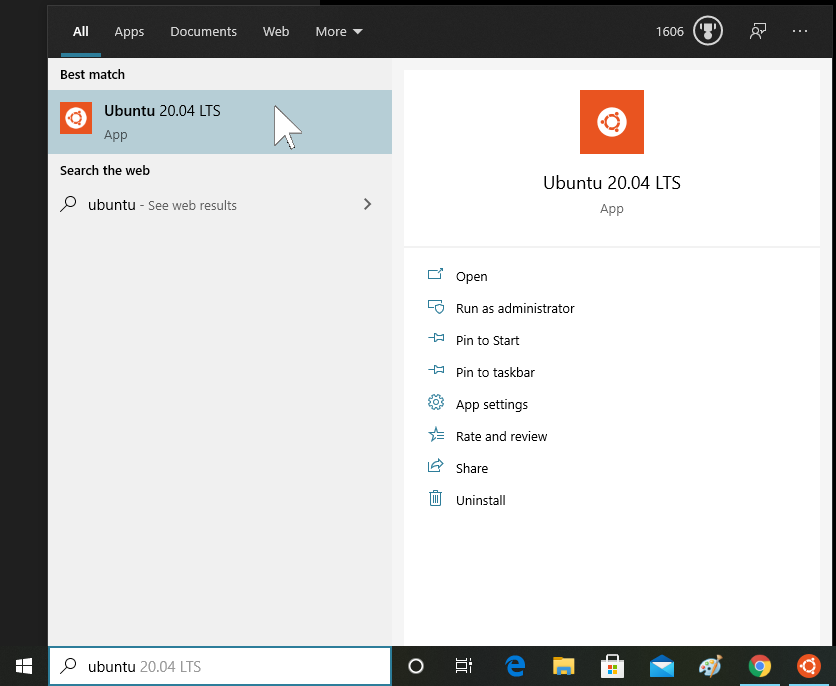 All Apps Documents Web More 1606 ...
Best match
Ubuntu 20.04 LTS
App
Search the web
ubuntu - See web results
Ubuntu 20.04 LTS
App
Open
Run as administrator
Pin to Start
Pin to taskbar
App settings
Rate and review
Share
Uninstall
ubuntu 20.04 LTS